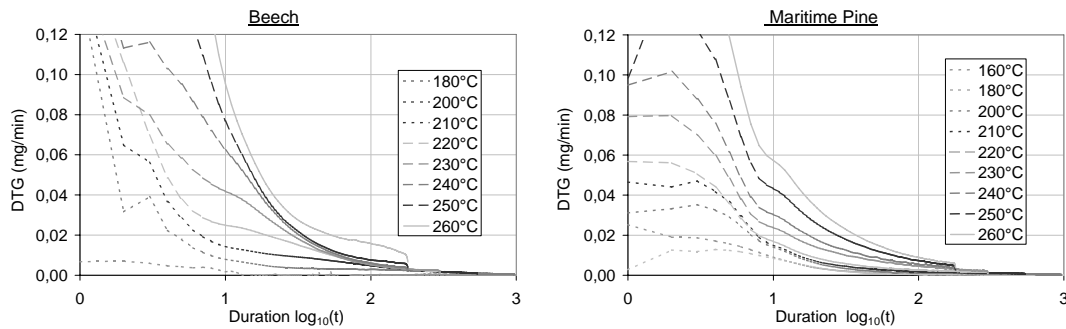 Beech
0,12
0,10
0,08
0,06
0,04
0,02
0,00
DTG (mg/min)
180°C
200°C
210°C
220°C
230°C
240°C
250°C
260°C
0
1
2
3
Duration log10(t)
Maritime Pine
0,12
0,10
0,08
0,06
0,04
0,02
0,00
DTG (mg/min)
160°C
180°C
200°C
210°C
220°C
230°C
240°C
250°C
260°C
0
1
2
3
Duration log10(t)